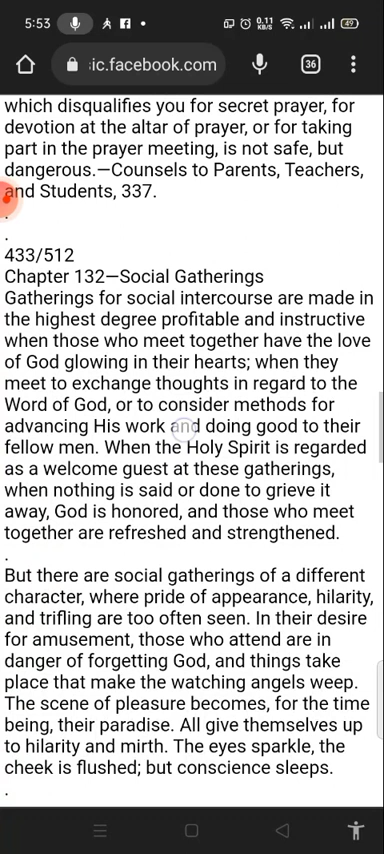 5:53
0.11
KB/S
49
sic.facebook.com
36
which disqualifies you for secret prayer, for
devotion at the altar of prayer, or for taking
part in the prayer meeting, is not safe, but
dangerous.—Counsels to Parents, Teachers,
and Students, 337.
.
.
433/512
Chapter 132—Social Gatherings
Gatherings for social intercourse are made in
the highest degree profitable and instructive
when those who meet together have the love
of God glowing in their hearts; when they
meet to exchange thoughts in regard to the
Word of God, or to consider methods for
advancing His work and doing good to their
fellow men. When the Holy Spirit is regarded
as a welcome guest at these gatherings,
when nothing is said or done to grieve it
away, God is honored, and those who meet
together are refreshed and strengthened.
.
But there are social gatherings of a different
character, where pride of appearance, hilarity,
and trifling are too often seen. In their desire
for amusement, those who attend are in
danger of forgetting God, and things take
place that make the watching angels weep.
The scene of pleasure becomes, for the time
being, their paradise. All give themselves up
to hilarity and mirth. The eyes sparkle, the
cheek is flushed; but conscience sleeps.
.